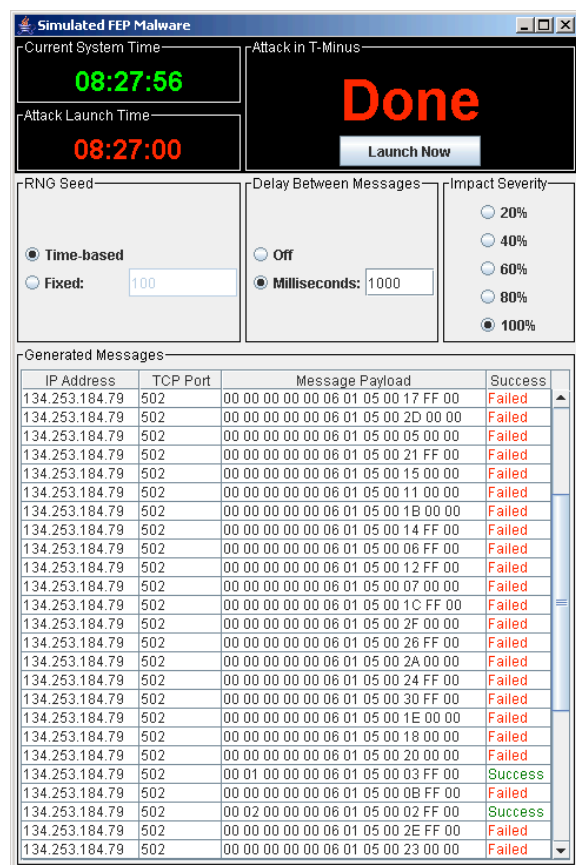 Simulated FEP Malware
Current System Time
08:27:56
Attack Launch Time
08:27:00
Attack in T-Minus
Done
Launch Now
RNG Seed
Time-based
Fixed: 100
Delay Between Messages
Off
Milliseconds: 1000
Impact Severity
20%
40%
60%
80%
100%
Generated Messages
IP Address TCP Port Message Payload Success
134.253.184.79 502 00 00 00 00 00 06 01 05 00 17 FF 00 Failed
134.253.184.79 502 00 00 00 00 00 06 01 05 00 2D 00 00 Failed
134.253.184.79 502 00 00 00 00 00 06 01 05 00 05 00 00 Failed
134.253.184.79 502 00 00 00 00 00 06 01 05 00 21 FF 00 Failed
134.253.184.79 502 00 00 00 00 00 06 01 05 00 15 00 00 Failed
134.253.184.79 502 00 00 00 00 00 06 01 05 00 11 00 00 Failed
134.253.184.79 502 00 00 00 00 00 06 01 05 00 1B 00 00 Failed
134.253.184.79 502 00 00 00 00 00 06 01 05 00 14 FF 00 Failed
134.253.184.79 502 00 00 00 00 00 06 01 05 00 06 FF 00 Failed
134.253.184.79 502 00 00 00 00 00 06 01 05 00 12 FF 00 Failed
134.253.184.79 502 00 00 00 00 00 06 01 05 00 07 00 00 Failed
134.253.184.79 502 00 00 00 00 00 06 01 05 00 1C FF 00 Failed
134.253.184.79 502 00 00 00 00 00 06 01 05 00 2F 00 00 Failed
134.253.184.79 502 00 00 00 00 00 06 01 05 00 26 FF 00 Failed
134.253.184.79 502 00 00 00 00 00 06 01 05 00 2A 00 00 Failed
134.253.184.79 502 00 00 00 00 00 06 01 05 00 24 FF 00 Failed
134.253.184.79 502 00 00 00 00 00 06 01 05 00 30 FF 00 Failed
134.253.184.79 502 00 00 00 00 00 06 01 05 00 1E 00 00 Failed
134.253.184.79 502 00 00 00 00 00 06 01 05 00 18 00 00 Failed
134.253.184.79 502 00 00 00 00 00 06 01 05 00 20 00 00 Failed
134.253.184.79 502 00 01 00 00 00 06 01 05 00 03 FF 00 Success
134.253.184.79 502 00 00 00 00 00 06 01 05 00 0B FF 00 Failed
134.253.184.79 502 00 02 00 00 00 06 01 05 00 02 FF 00 Success
134.253.184.79 502 00 00 00 00 00 06 01 05 00 2E FF 00 Failed
134.253.184.79 502 00 00 00 00 00 06 01 05 00 23 00 00 Failed